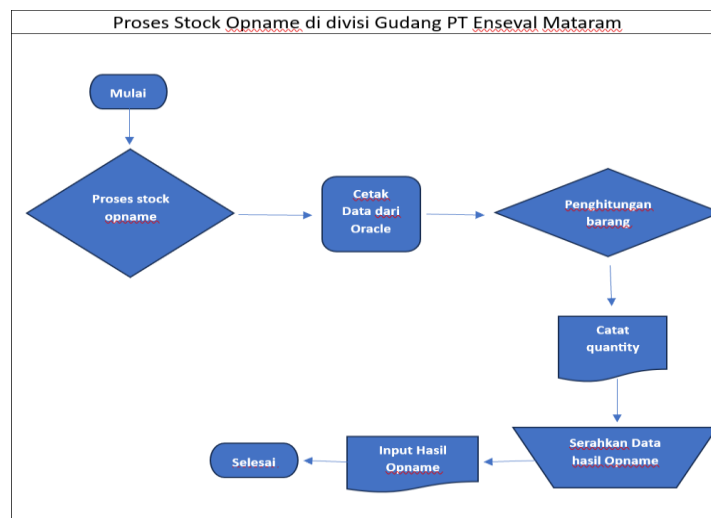 Proses Stock Opname di divisi Gudang PT Enseval Mataram
Mulai
Proses stock
opname
Cetak
Data dari
Oracle
Penghitungan
barang
Catat
quantity
Serahkan Data
hasil Opname
Input Hasil
Opname
Selesai